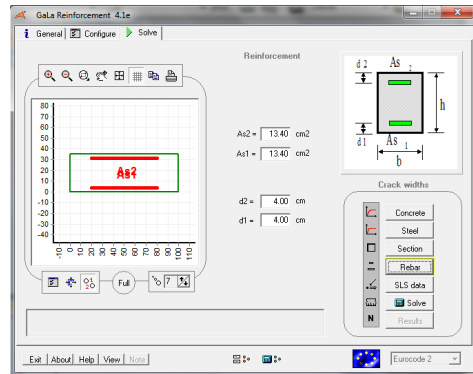 GaLa Reinforcement 4.1e
i General Configure Solve
Reinforcement
As2 = 13.40 cm2
As1 = 13.40 cm2
d2 = 4.00 cm
d1 = 4.00 cm
80
70
60
50
40
30
20
10
0
-10
-20
-30
-40
As2
-10 0 10 20 30 40 50 60 70 80 90 100 110
Full
7
d 2 As 2
h
d1 As 1
b
Crack widths
Concrete
Steel
Section
Rebar
SLS data
Solve
N Results
Exit About Help View Note
Eurocode 2